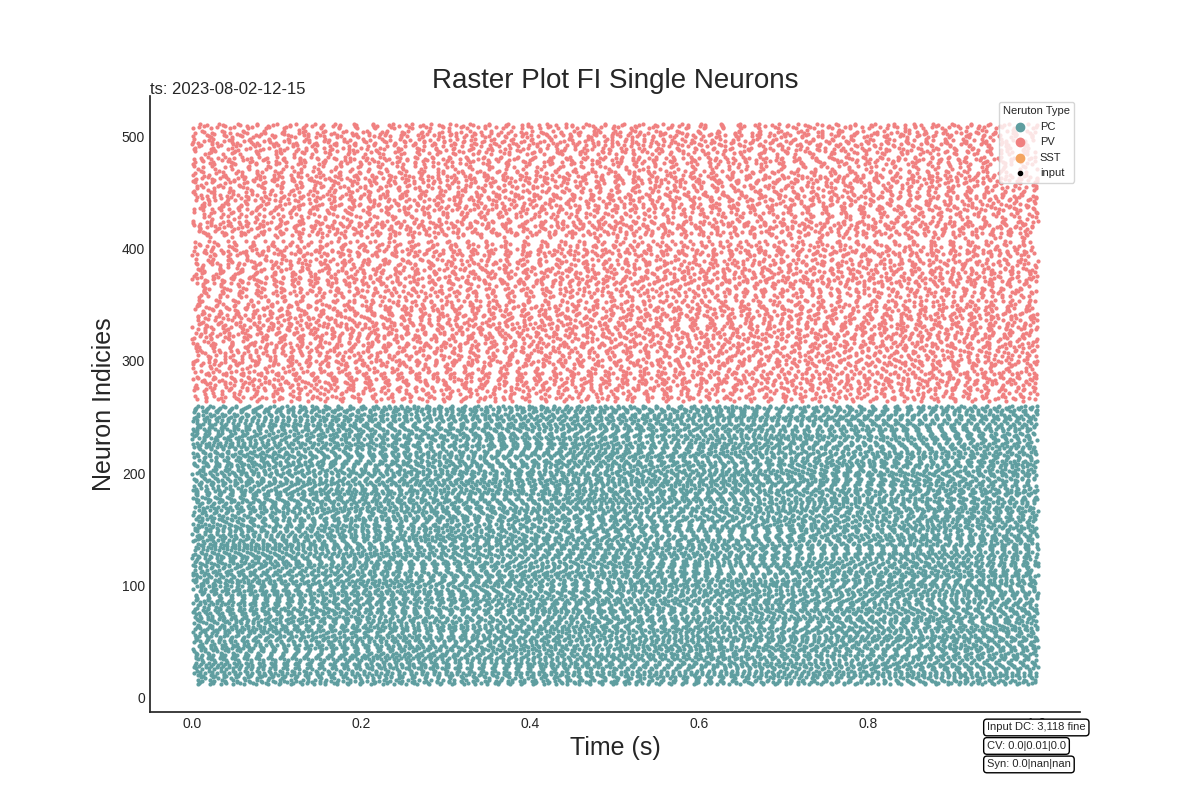 Raster Plot FI Single Neurons
ts: 2023-08-02-12-15
Neruton Type
PC
PV
SST
input
500
400
300
200
100
0
Neuron Indicies
0.0 0.2 0.4 0.6 0.8
Time (s)
Input DC: 3,118 fine
CV: 0.0|0.01|0.0
Syn: 0.0|nan|nan